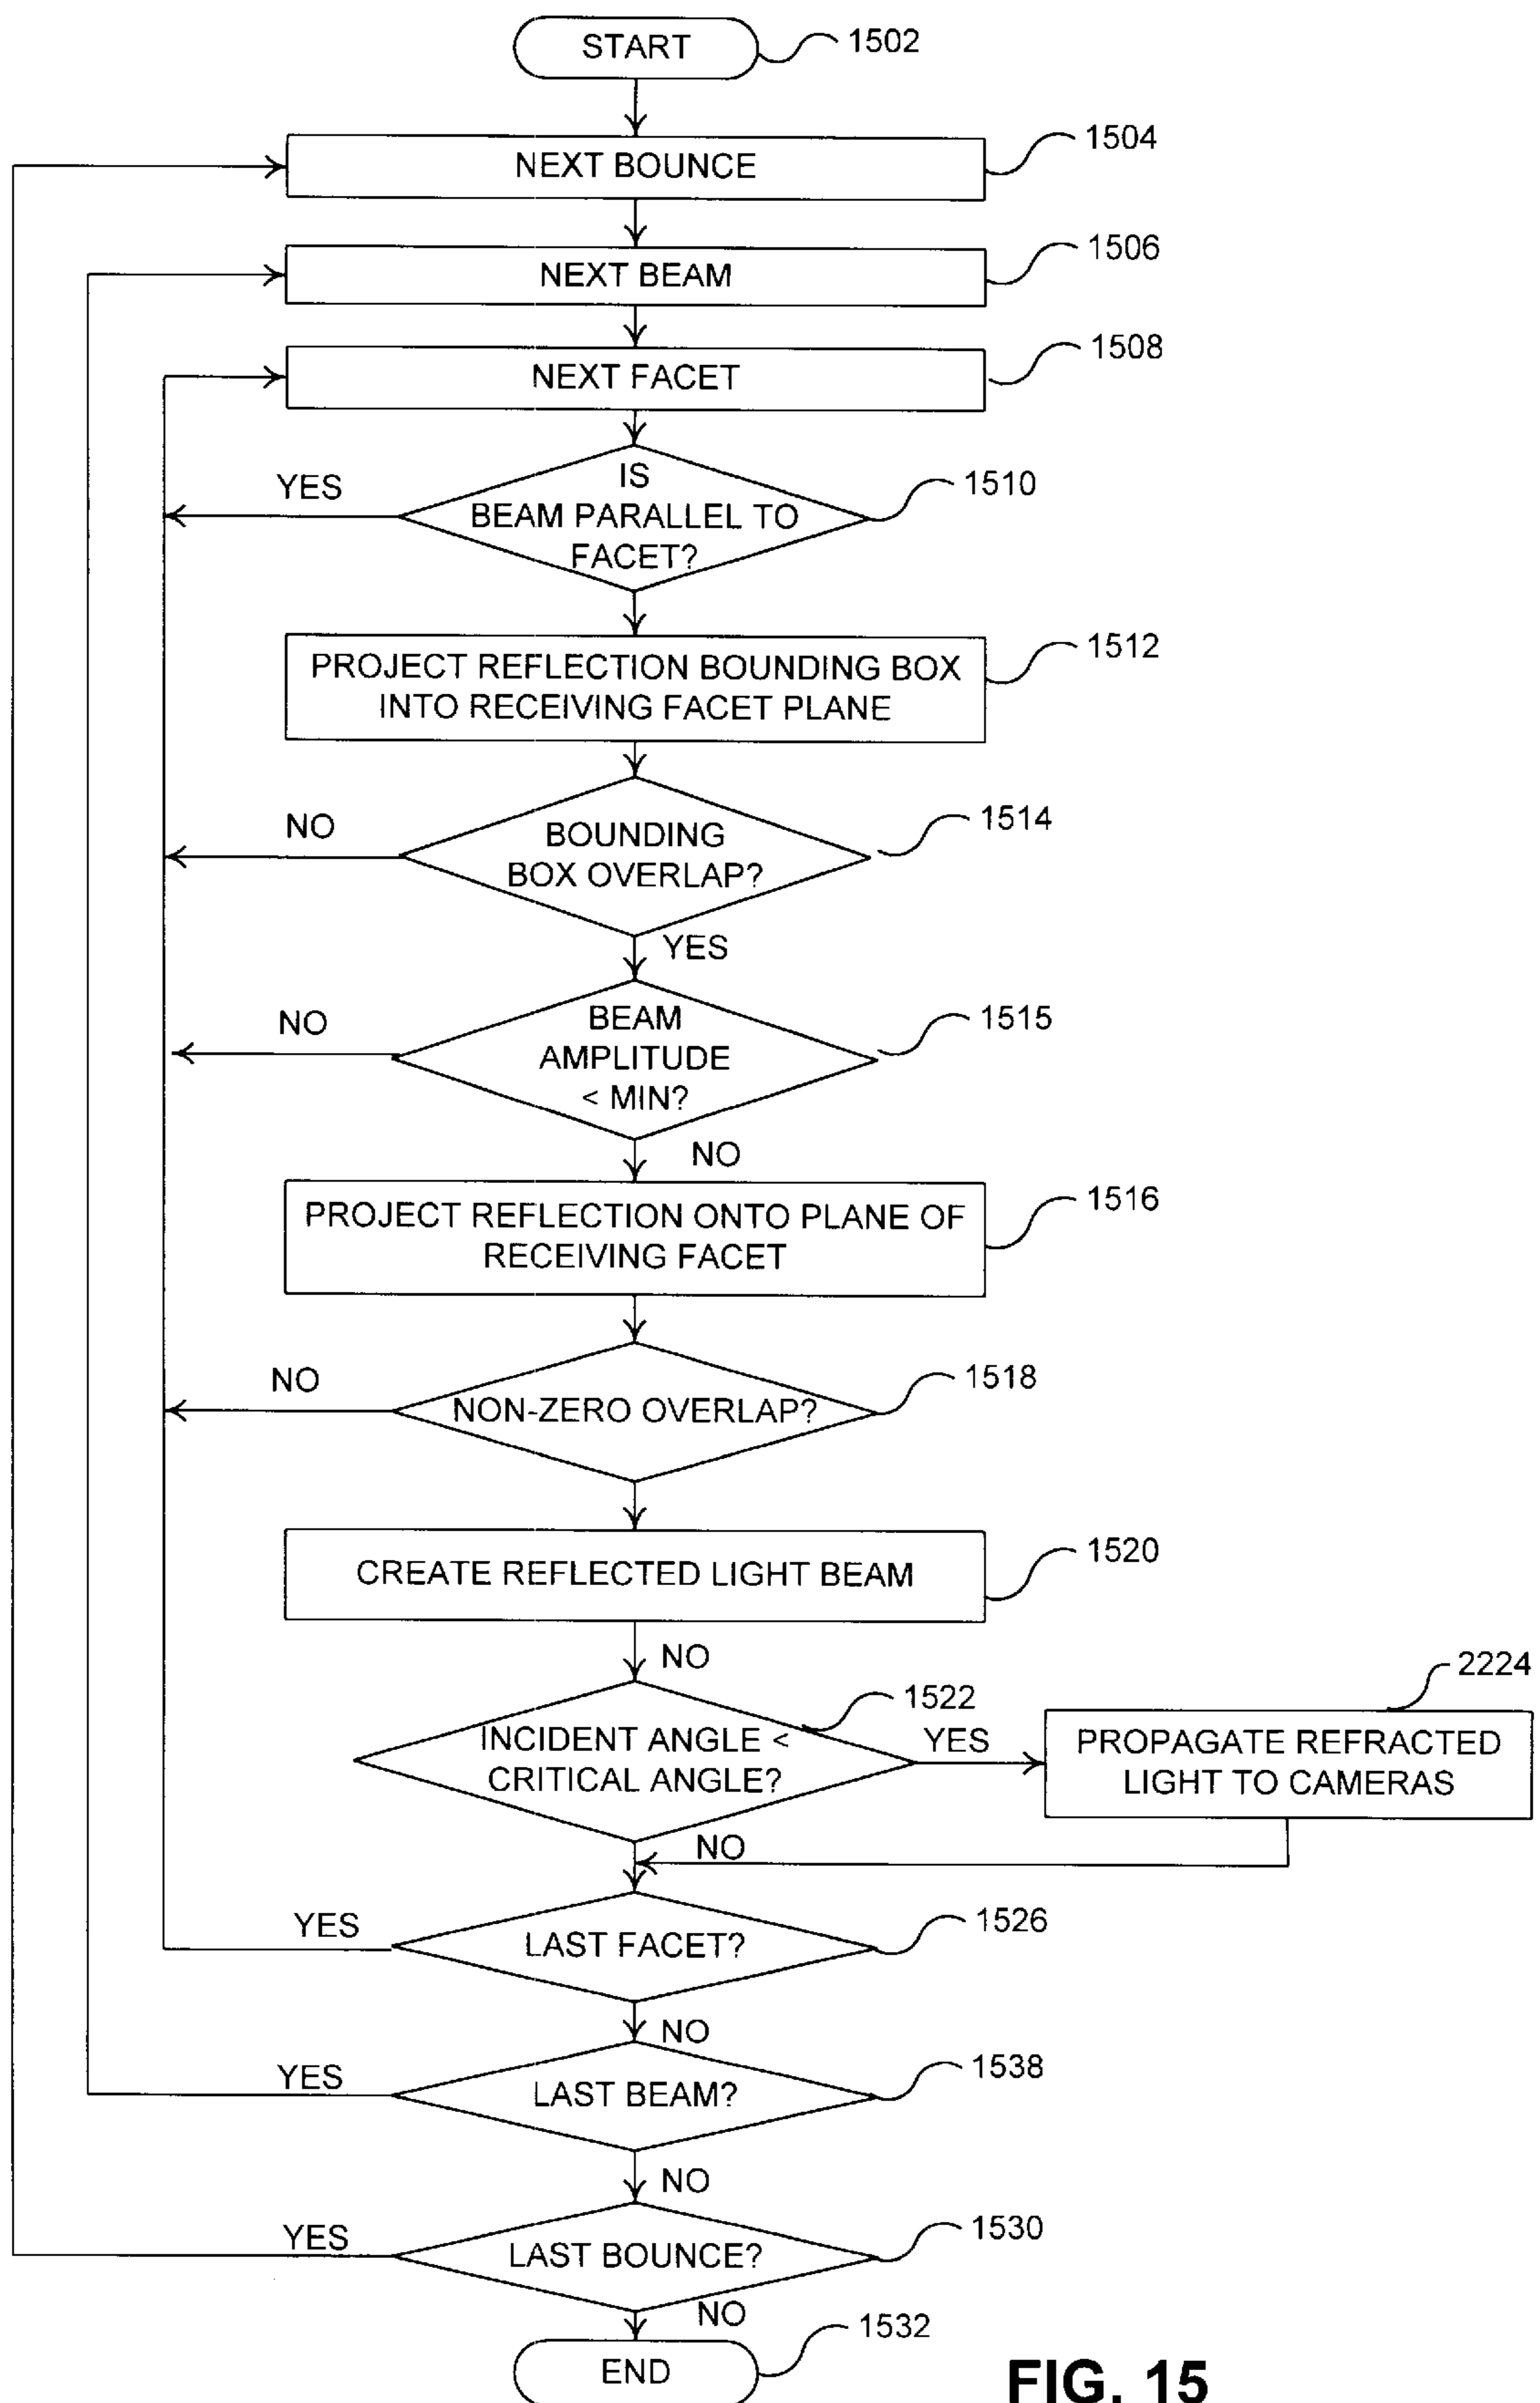 START
1502
NEXT BOUNCE
1504
NEXT BEAM
1506
NEXT FACET
1508
YES
IS
BEAM PARALLEL TO
FACET?
1510
PROJECT REFLECTION BOUNDING BOX
INTO RECEIVING FACET PLANE
1512
NO
BOUNDING
BOX OVERLAP?
1514
YES
NO
BEAM
AMPLITUDE
< MIN?
1515
NO
PROJECT REFLECTION ONTO PLANE OF
RECEIVING FACET
1516
NO
NON-ZERO OVERLAP?
1518
CREATE REFLECTED LIGHT BEAM
1520
NO
INCIDENT ANGLE <
CRITICAL ANGLE?
1522
YES
PROPAGATE REFRACTED
LIGHT TO CAMERAS
2224
NO
YES
LAST FACET?
1526
NO
YES
LAST BEAM?
1538
NO
YES
LAST BOUNCE?
1530
NO
END
1532
FIG. 15